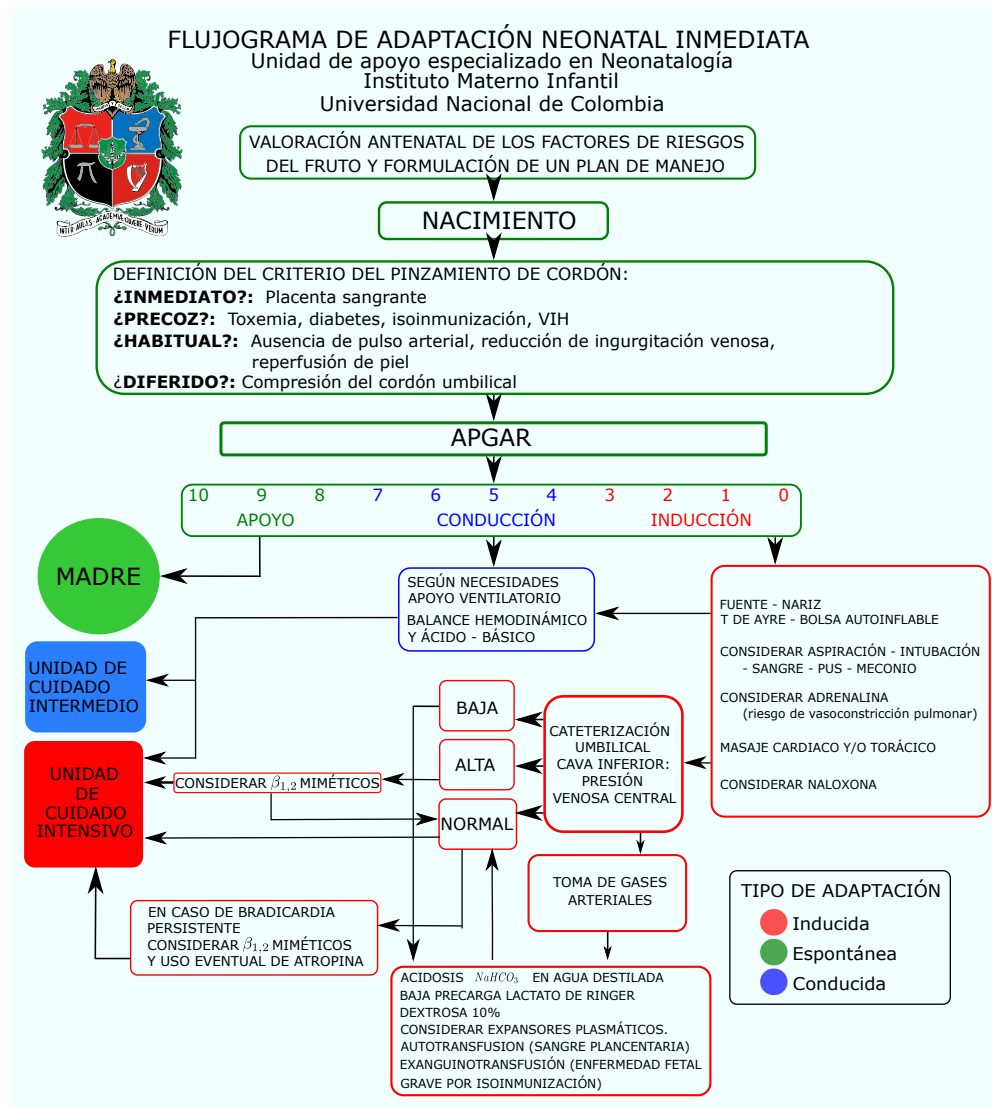 FLUJOGRAMA DE ADAPTACIÓN NEONATAL INMEDIATA
Unidad de apoyo especializado en Neonatalogía
Instituto Materno Infantil
Universidad Nacional de Colombia
INTER AULAS ACADEMIÆ QUÆRE VERUM
VALORACIÓN ANTENATAL DE LOS FACTORES DE RIESGOS
DEL FRUTO Y FORMULACIÓN DE UN PLAN DE MANEJO
NACIMIENTO
DEFINICIÓN DEL CRITERIO DEL PINZAMIENTO DE CORDÓN:
¿INMEDIATO?: Placenta sangrante
¿PRECOZ?: Toxemia, diabetes, isoinmunización, VIH
¿HABITUAL?: Ausencia de pulso arterial, reducción de ingurgitación venosa,
reperfusión de piel
¿DIFERIDO?: Compresión del cordón umbilical
APGAR
10 9 8 7 6 5 4 3 2 1 0
APOYO CONDUCCIÓN INDUCCIÓN
MADRE
SEGÚN NECESIDADES
APOYO VENTILATORIO
BALANCE HEMODINÁMICO
Y ÁCIDO - BÁSICO
FUENTE - NARIZ
T DE AYRE - BOLSA AUTOINFLABLE
CONSIDERAR ASPIRACIÓN - INTUBACIÓN
- SANGRE - PUS - MECONIO
CONSIDERAR ADRENALINA
(riesgo de vasoconstricción pulmonar)
MASAJE CARDIACO Y/O TORÁCICO
CONSIDERAR NALOXONA
UNIDAD DE
CUIDADO
INTERMEDIO
UNIDAD
DE
CUIDADO
INTENSIVO
BAJA
ALTA
NORMAL
CONSIDERAR β1,2 MIMÉTICOS
CATETERIZACIÓN
UMBILICAL
CAVA INFERIOR:
PRESIÓN
VENOSA CENTRAL
TOMA DE GASES
ARTERIALES
EN CASO DE BRADICARDIA
PERSISTENTE
CONSIDERAR β1,2 MIMÉTICOS
Y USO EVENTUAL DE ATROPINA
ACIDOSIS NaHCO3 EN AGUA DESTILADA
BAJA PRECARGA LACTATO DE RINGER
DEXTROSA 10%
CONSIDERAR EXPANSORES PLASMÁTICOS.
AUTOTRANSFUSION (SANGRE PLANCENTARIA)
EXANGUINOTRANSFUSIÓN (ENFERMEDAD FETAL
GRAVE POR ISOINMUNIZACIÓN)
TIPO DE ADAPTACIÓN
Inducida
Espontánea
Conducida